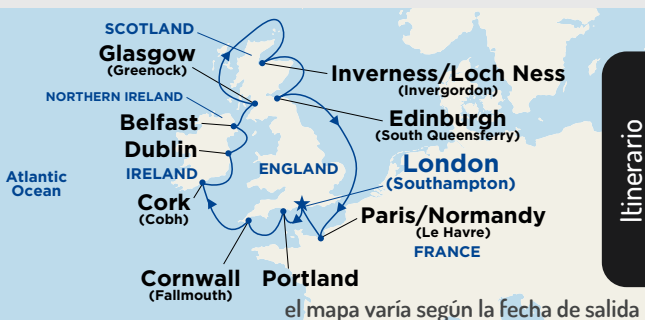 SCOTLAND
Glasgow
(Greenock)
Inverness/Loch Ness
(Invergordon)
NORTHERN IRELAND
Edinburgh
(South Queensferry)
Belfast
Dublin
Atlantic
Ocean
IRELAND
ENGLAND
London
(Southampton)
Cork
(Cobh)
Paris/Normandy
(Le Havre)
FRANCE
Cornwall
(Fallmouth)
Portland
el mapa varía según la fecha de salida
Itinerario